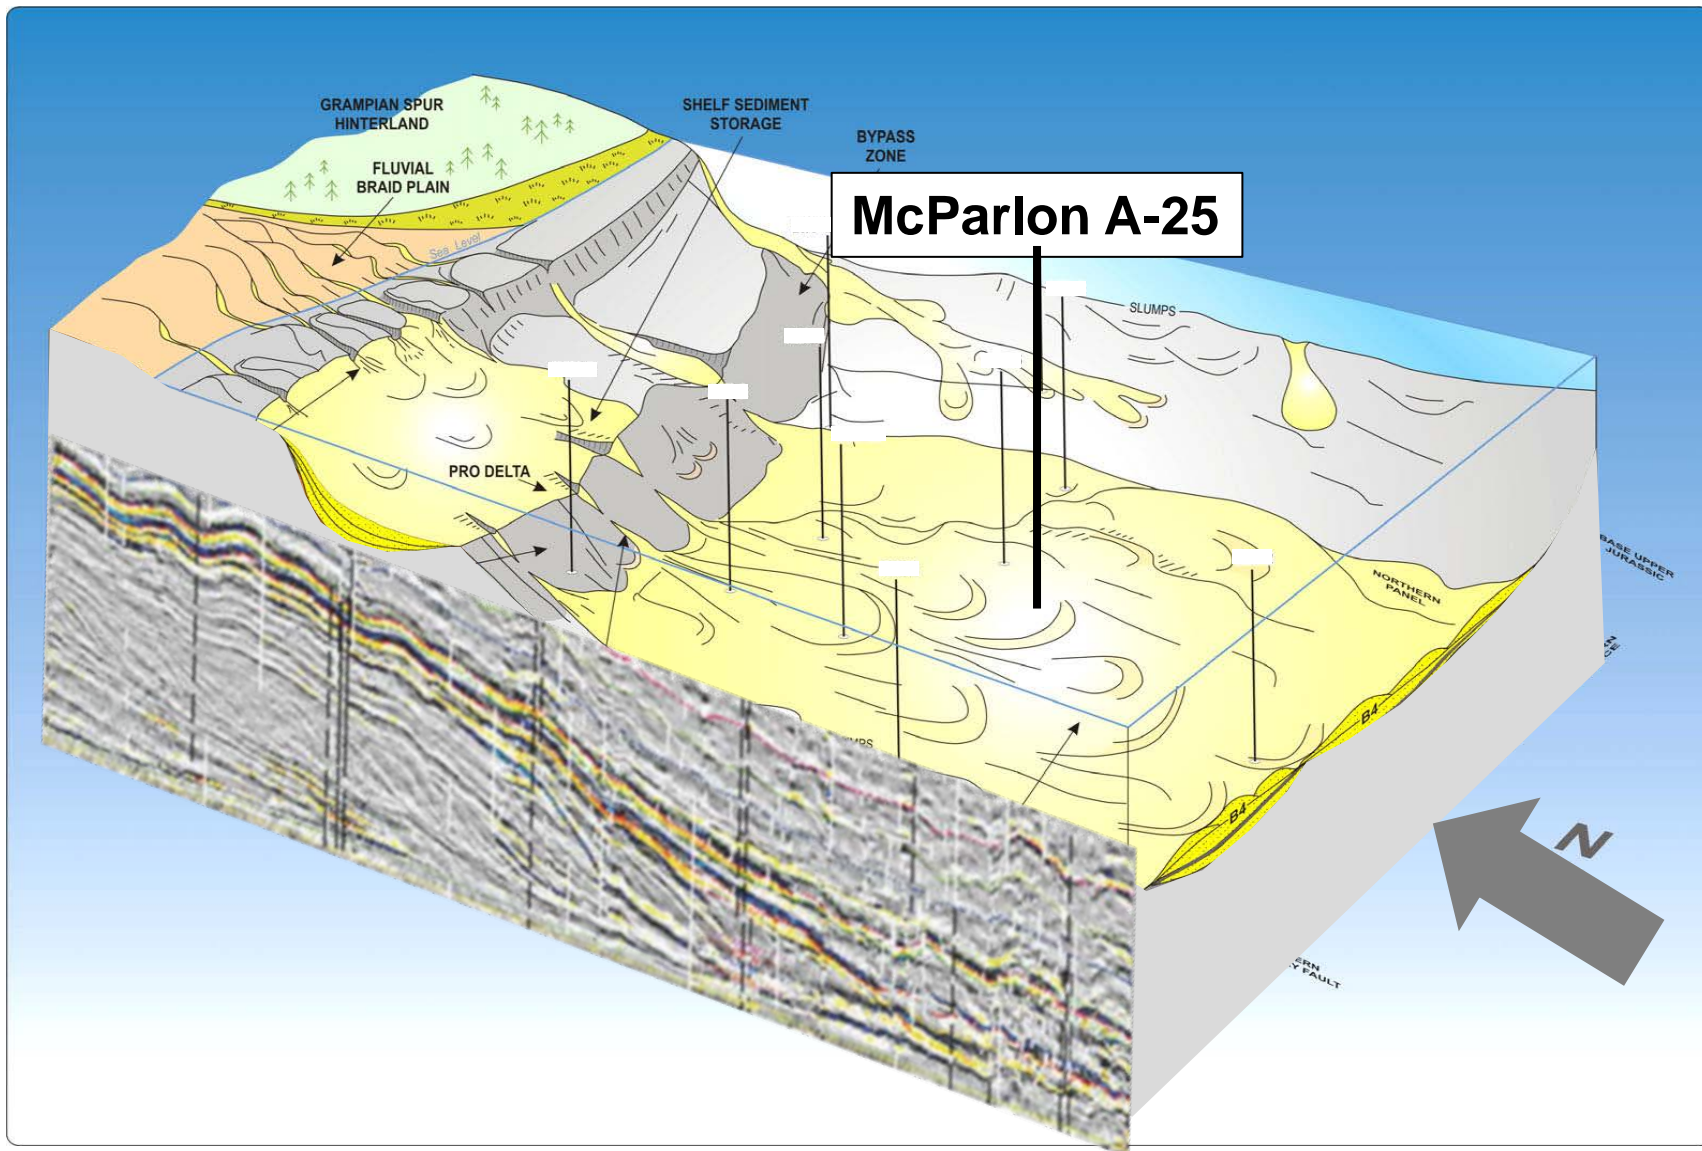 GRAMPIAN SPUR
HINTERLAND
SHELF SEDIMENT
STORAGE
BYPASS
ZONE
FLUVIAL
BRAID PLAIN
McParlon A-25
Sea Level
SLUMPS
PRO DELTA
BASE UPPER
JURASSIC
NORTHERN
PANEL
B4
B4
N
FAULT